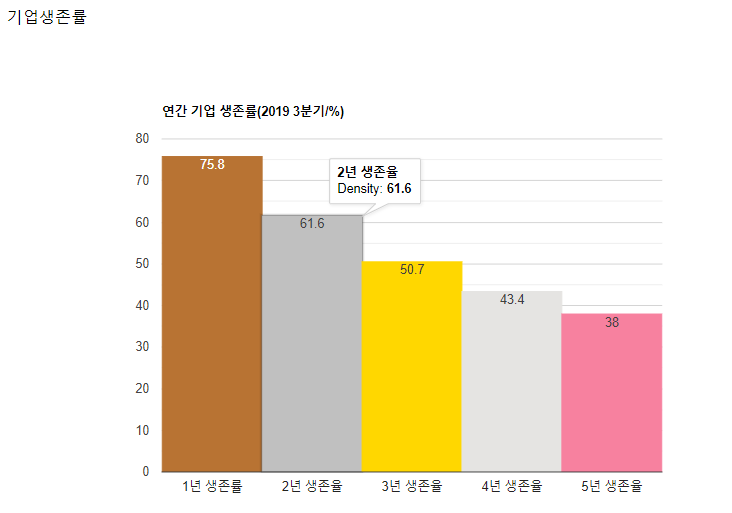 기업생존률
연간 기업 생존률(2019 3분기/%)
80
70
60
50
40
30
20
10
0
75.8
61.6
50.7
43.4
38
2년 생존율
Density: 61.6
1년 생존률
2년 생존율
3년 생존율
4년 생존율
5년 생존율